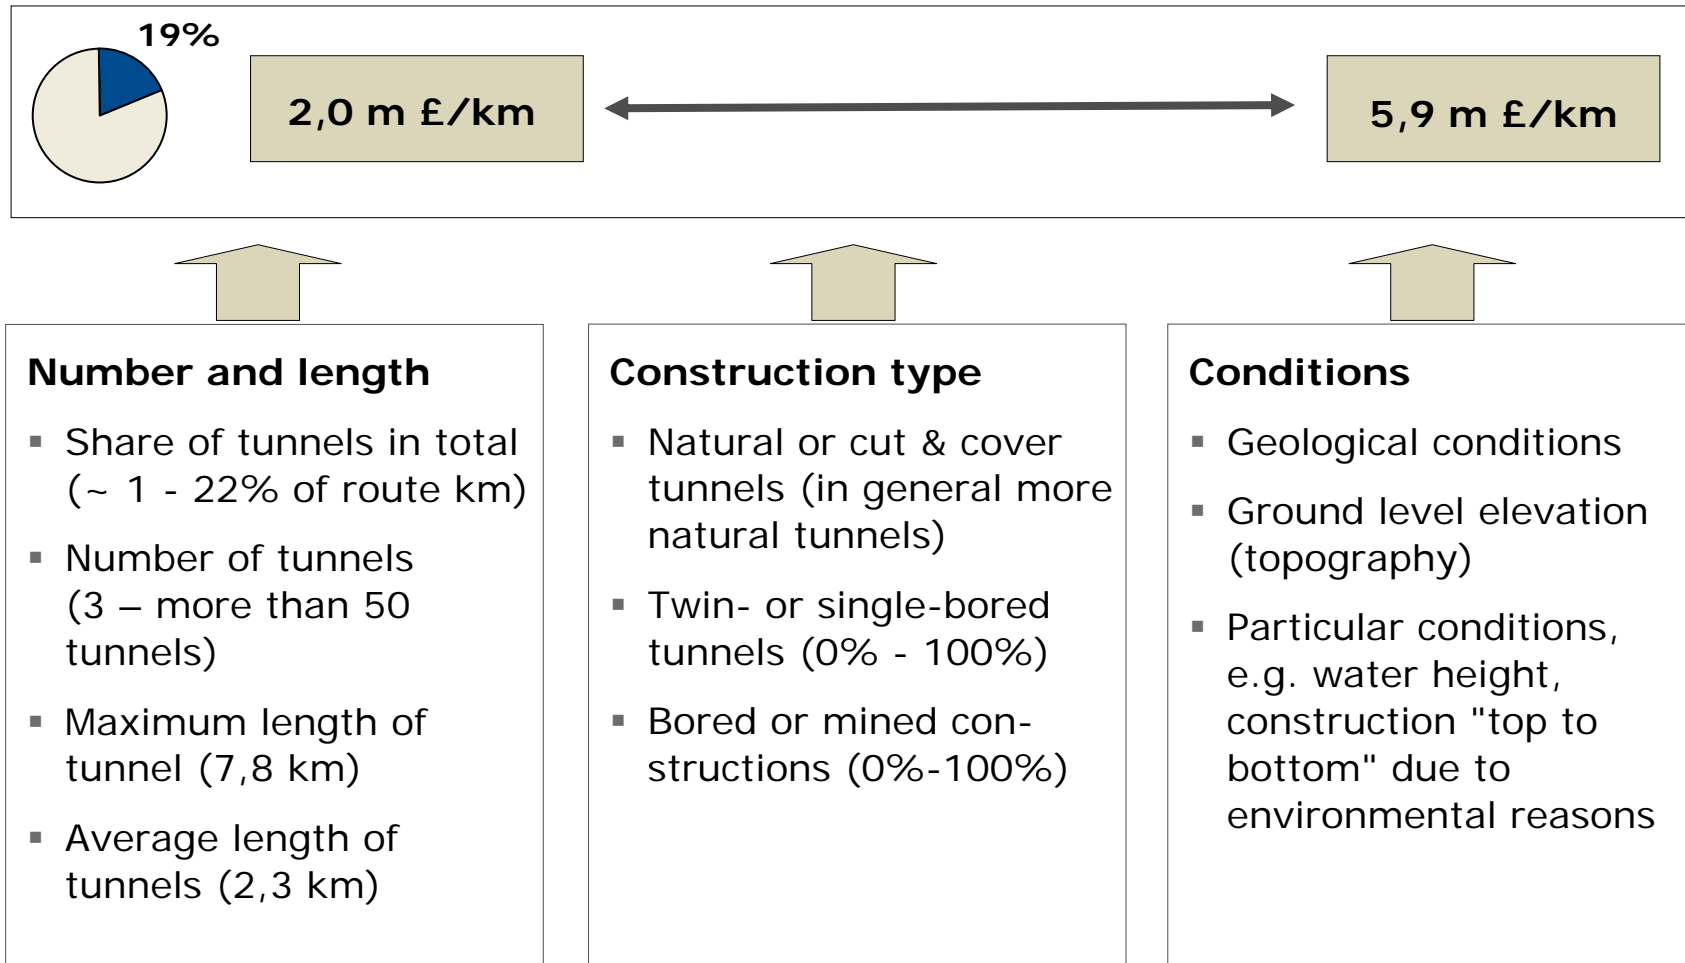 19%
2,0 m £/km
5,9 m £/km
Number and length
▪ Share of tunnels in total
(~ 1 - 22% of route km)
▪ Number of tunnels
(3 – more than 50
tunnels)
▪ Maximum length of
tunnel (7,8 km)
▪ Average length of
tunnels (2,3 km)
Construction type
▪ Natural or cut & cover
tunnels (in general more
natural tunnels)
▪ Twin- or single-bored
tunnels (0% - 100%)
▪ Bored or mined con-
structions (0%-100%)
Conditions
▪ Geological conditions
▪ Ground level elevation
(topography)
▪ Particular conditions,
e.g. water height,
construction "top to
bottom" due to
environmental reasons